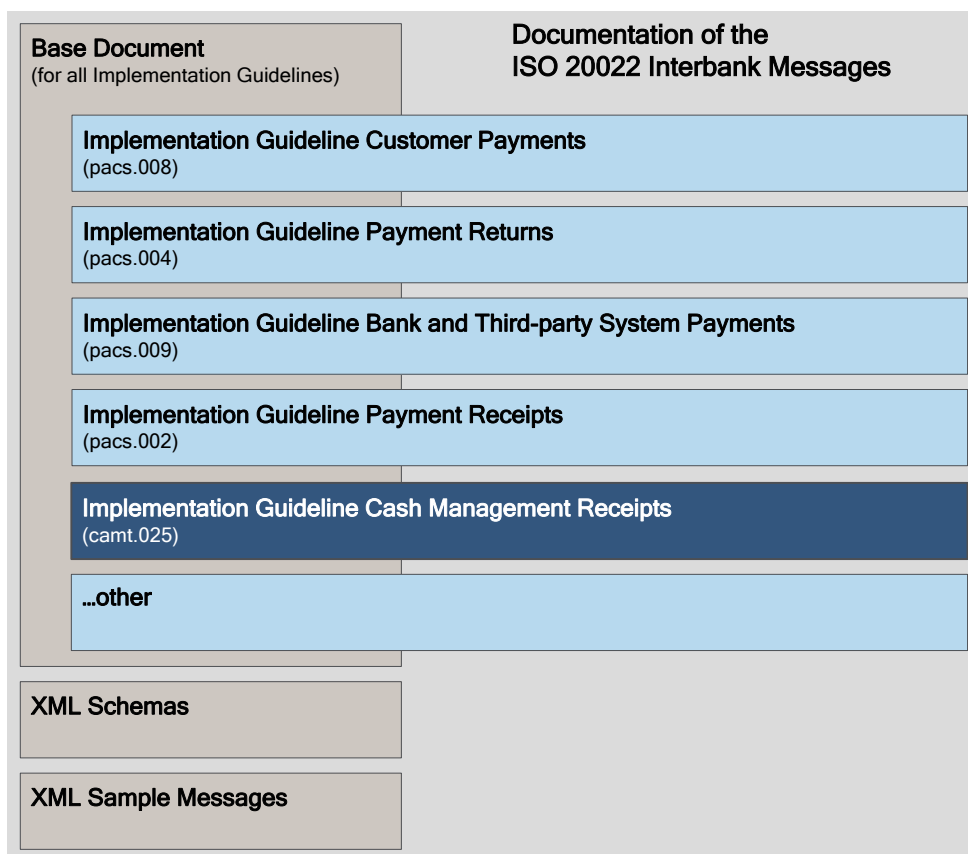 Base Document
(for all Implementation Guidelines)
Documentation of the
ISO 20022 Interbank Messages
Implementation Guideline Customer Payments
(pacs.008)
Implementation Guideline Payment Returns
(pacs.004)
Implementation Guideline Bank and Third-party System Payments
(pacs.009)
Implementation Guideline Payment Receipts
(pacs.002)
Implementation Guideline Cash Management Receipts
(camt.025)
…other
XML Schemas
XML Sample Messages